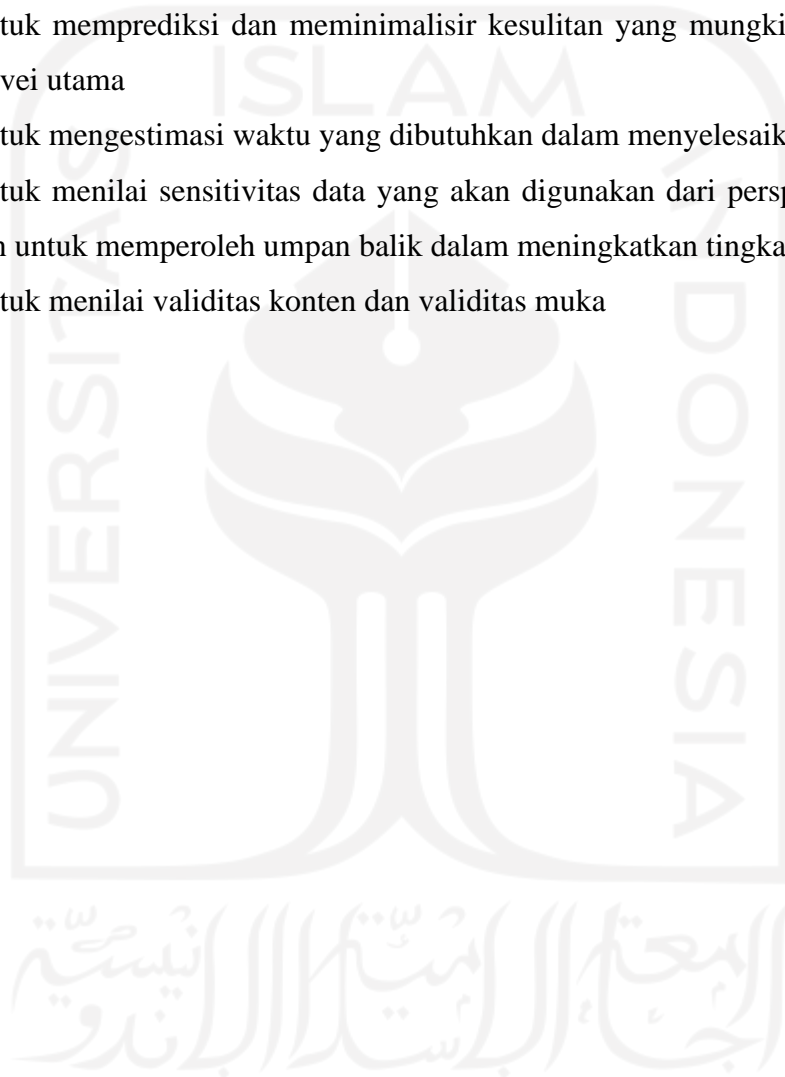 tuk memprediksi dan meminimalisir kesulitan yang mungki
vei utama
tuk mengestimasi waktu yang dibutuhkan dalam menyelesaik
tuk menilai sensitivitas data yang akan digunakan dari persp
n untuk memperoleh umpan balik dalam meningkatkan tingka
tuk menilai validitas konten dan validitas muka
ISLAM
UNIVERSITAS
INDONESIA